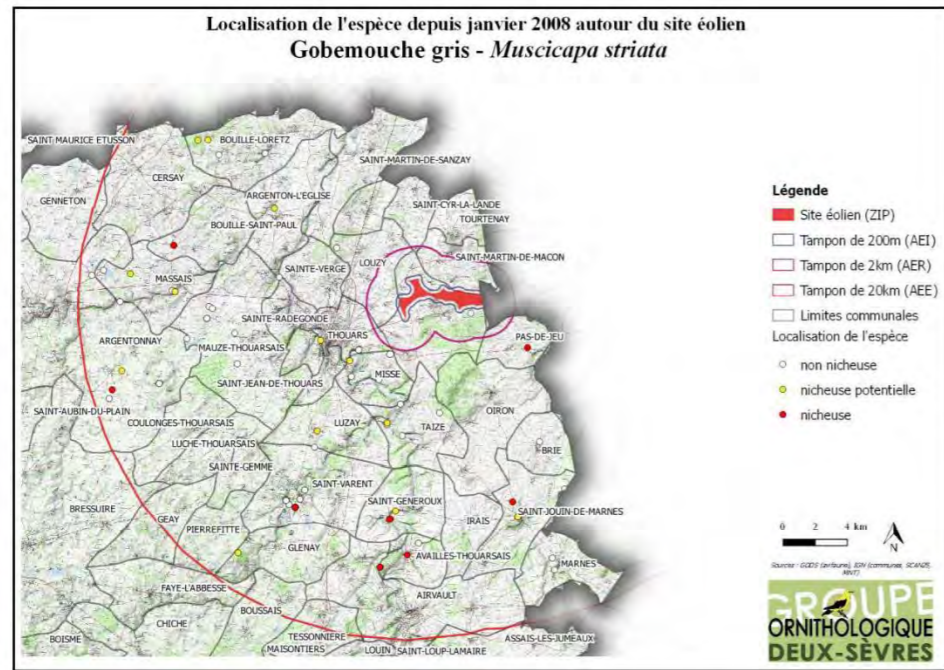 Localisation de l'espèce depuis janvier 2008 autour du site éolien
Gobemouche gris - Muscicapa striata
SAINT MAURICE ETUSSON
BOUILLE-LORETZ
SAINT-MARTIN-DE-SANZAY
CERSAY
GENNETON
ARGENTON-L'EGLISE
SAINT-CYR-LA-LANDE
TOURTENAY
BOUILLE-SAINT-PAUL
SAINTE-VERGE
LOUZY
SAINT-MARTIN-DE-MACON
MASSAIS
SAINTE-RADEGONDE
ARGENTONNAY
MAUZE-THOUARSAIS
THOUARS
PAS-DE-JEU
SAINT-JEAN-DE-THOUARS
MISSE
SAINT-AUBIN-DU-PLAIN
OIRON
COULONGES-THOUARSAIS
LUZAY
TAIZE
LUCHE-THOUARSAIS
BRIE
SAINTE-GEMME
SAINT-VARENT
BRESSUIRE
SAINT-GENEROUX
GEAY
PIERREFITTE
IRAIS
SAINT-JOUIN-DE-MARNES
GLENAY
AVAILLES-THOUARSAIS
MARNES
FAYE-L'ABBESSE
AIRVAULT
BOUSSAIS
CHICHE
BOISME
TESSONNIERE
MAISONTIERS
LOUIN
SAINT-LOUP-LAMAIRE
ASSAIS-LES-JUMEAUX
Légende
Site éolien (ZIP)
Tampon de 200m (AEI)
Tampon de 2km (AER)
Tampon de 20km (AEE)
Limites communales
Localisation de l'espèce
non nicheuse
nicheuse potentielle
nicheuse
0 2 4 km
N
Sources : GODS (avifaune), IGN (communes, SCAN25, MNT)
GROUPE
ORNITHOLOGIQUE
DEUX-SÈVRES